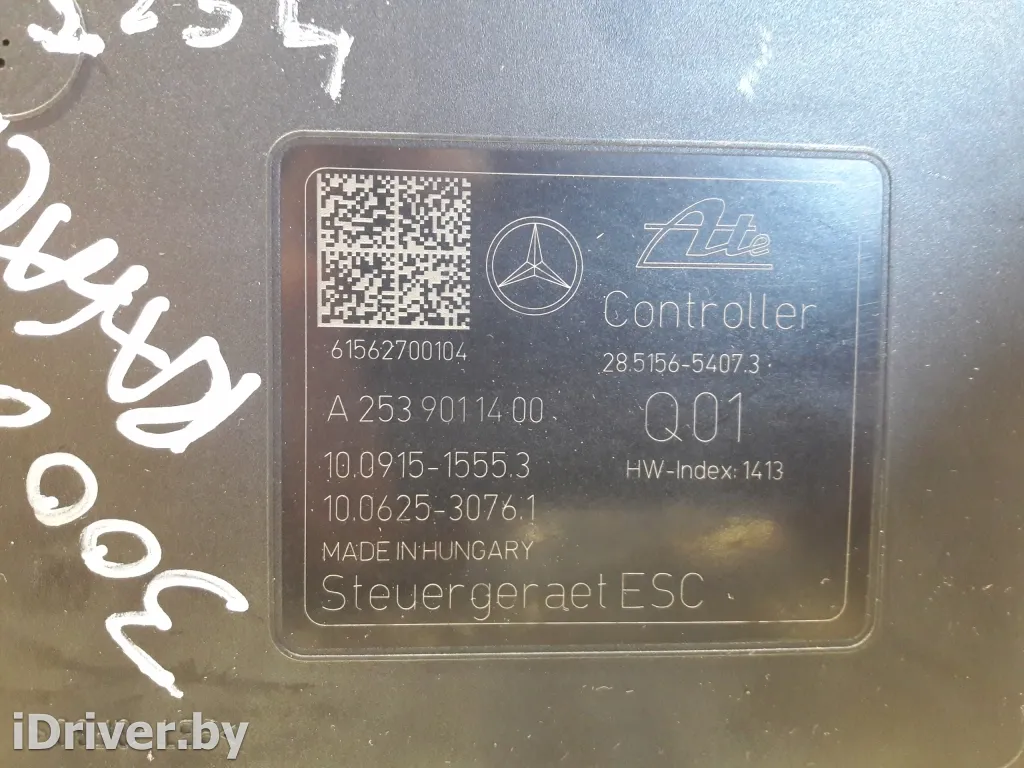 Ate
Controller
61562700104
28.5156-5407.3
A 253 901 14 00
Q01
10.0915-1555.3
HW-Index: 1413
10.0625-3076.1
MADE IN HUNGARY
Steuergeraet ESC
iDriver.by